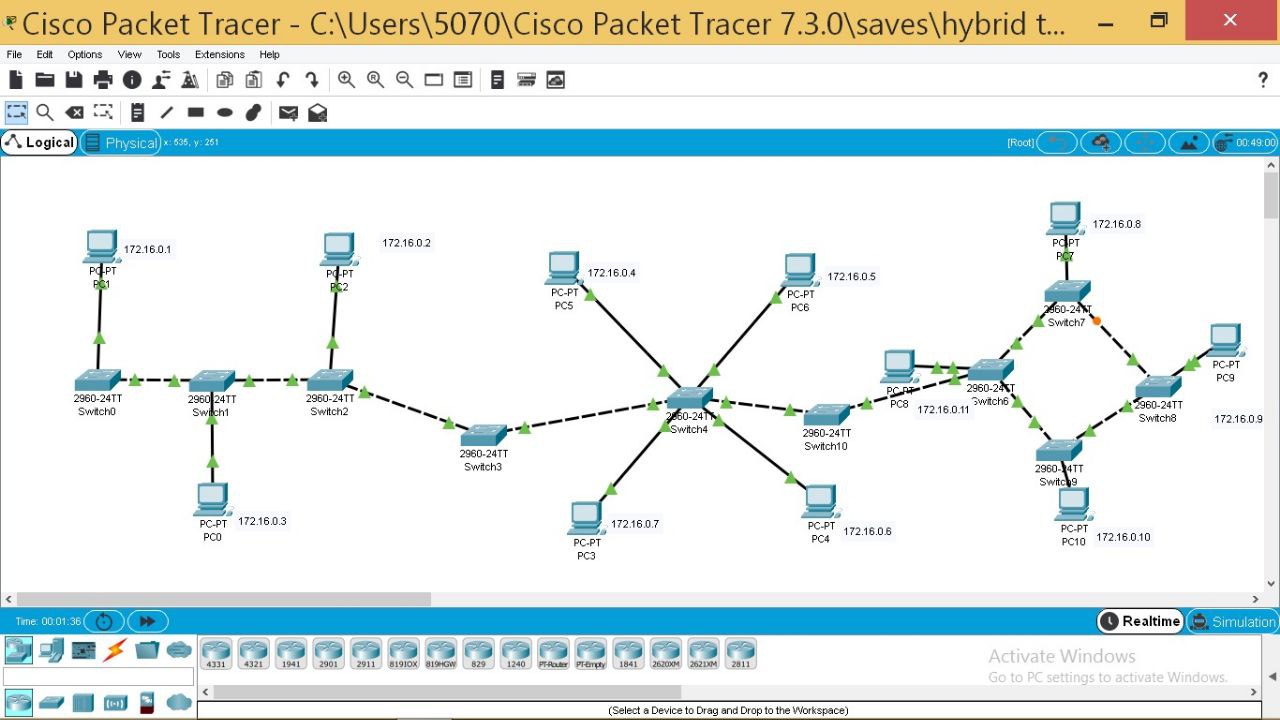 Cisco Packet Tracer - C:\Users\5070\Cisco Packet Tracer 7.3.0\saves\hybrid t...
File Edit Options View Tools Extensions Help
Logical Physical x: 535, y: 251 [Root] 00:49:00
172.16.0.1
PC-PT
PC1
172.16.0.2
PC-PT
PC2
172.16.0.4
PC-PT
PC5
172.16.0.5
PC-PT
PC6
172.16.0.8
PC-PT
PC7
2960-24TT
Switch7
2960-24TT
Switch0
2960-24TT
Switch1
2960-24TT
Switch2
2960-24TT
Switch3
2960-24TT
Switch4
2960-24TT
Switch10
PC-PT
PC8
172.16.0.11
2960-24TT
Switch6
2960-24TT
Switch8
PC-PT
PC9
172.16.0.9
2960-24TT
Switch9
PC-PT
PC0
172.16.0.3
PC-PT
PC3
172.16.0.7
PC-PT
PC4
172.16.0.6
PC-PT
PC10
172.16.0.10
Time: 00:01:36 Realtime Simulation
4331 4321 1941 2901 2911 819IOX 819HGW 829 1240 PT-Router PT-Empty 1841 2620XM 2621XM 2811
Activate Windows
Go to PC settings to activate Windows.
(Select a Device to Drag and Drop to the Workspace)